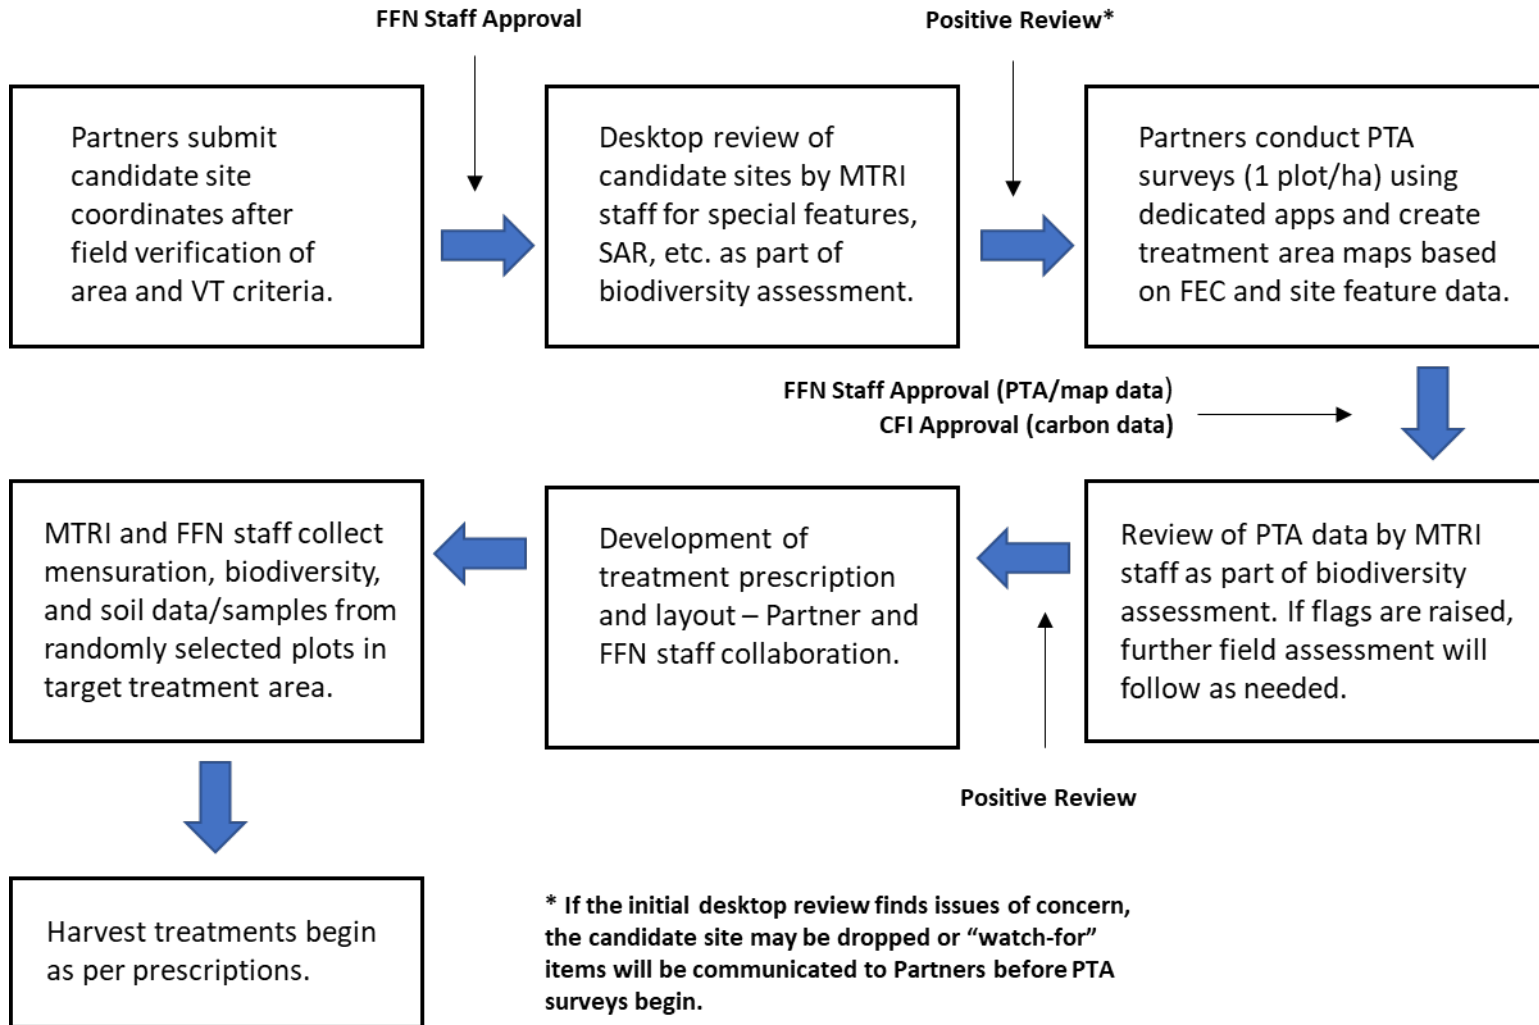 FFN Staff Approval
Positive Review*
Partners submit
candidate site
coordinates after
field verification of
area and VT criteria.
Desktop review of
candidate sites by MTRI
staff for special features,
SAR, etc. as part of
biodiversity assessment.
Partners conduct PTA
surveys (1 plot/ha) using
dedicated apps and create
treatment area maps based
on FEC and site feature data.
FFN Staff Approval (PTA/map data)
CFI Approval (carbon data)
Review of PTA data by MTRI
staff as part of biodiversity
assessment. If flags are raised,
further field assessment will
follow as needed.
Positive Review
Development of
treatment prescription
and layout – Partner and
FFN staff collaboration.
MTRI and FFN staff collect
mensuration, biodiversity,
and soil data/samples from
randomly selected plots in
target treatment area.
Harvest treatments begin
as per prescriptions.
* If the initial desktop review finds issues of concern,
the candidate site may be dropped or “watch-for”
items will be communicated to Partners before PTA
surveys begin.